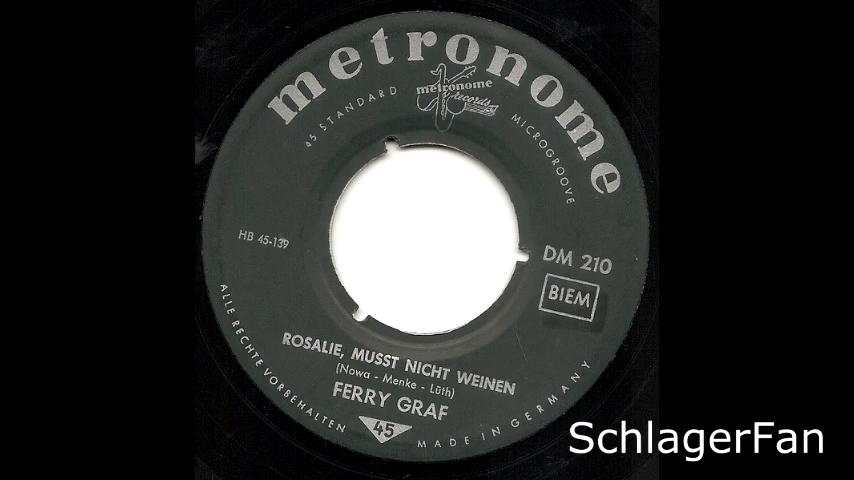 metronome
metronome
records
45 STANDARD
MICROGROOVE
HB 45-139
DM 210
BIEM
ROSALIE, MUSST NICHT WEINEN
(Nowa - Menke - Lüth)
FERRY GRAF
45
ALLE RECHTE VORBEHALTEN
MADE IN GERMANY
SchlagerFan